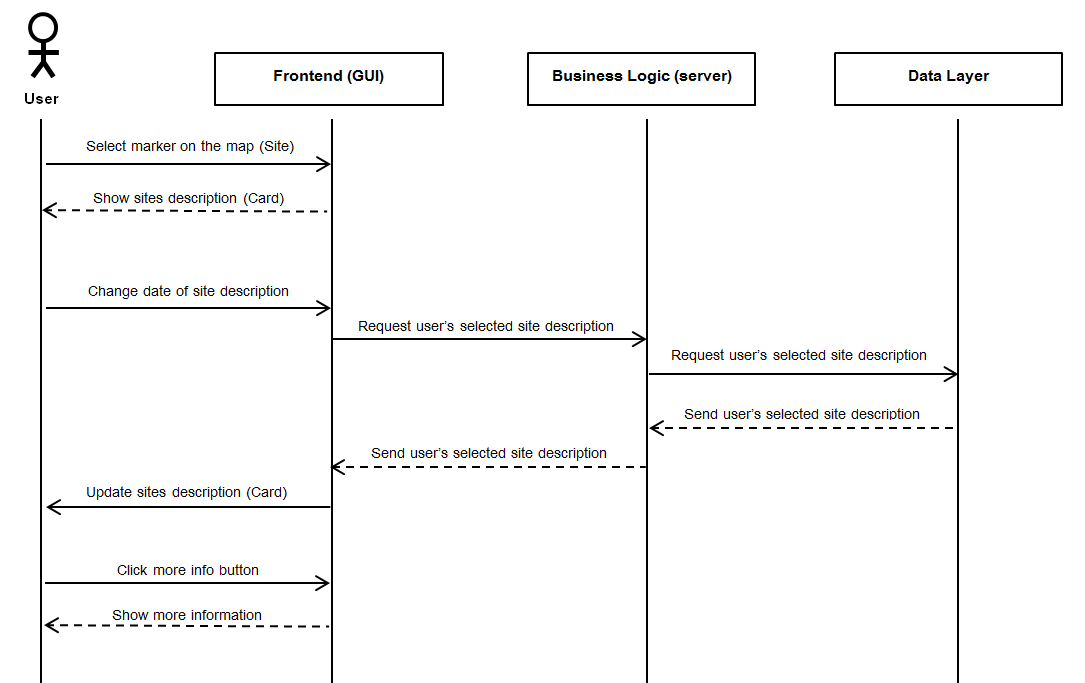 User
Frontend (GUI)
Business Logic (server)
Data Layer
Select marker on the map (Site)
Show sites description (Card)
Change date of site description
Request user’s selected site description
Request user’s selected site description
Send user’s selected site description
Send user’s selected site description
Update sites description (Card)
Click more info button
Show more information